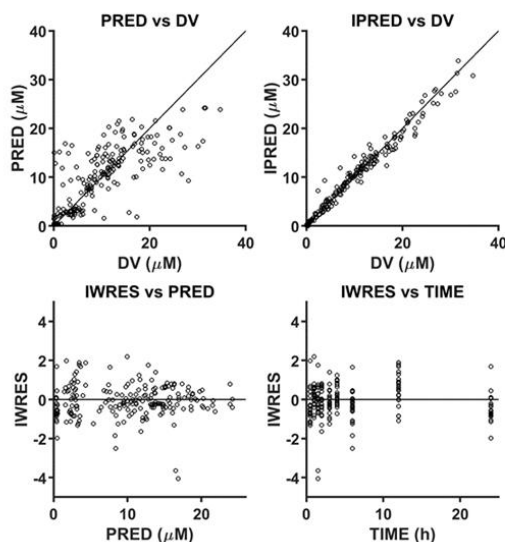 PRED vs DV
40
30
20
10
0
PRED (μM)
0 20 40
DV (μM)
IPRED vs DV
40
30
20
10
0
IPRED (μM)
0 20 40
DV (μM)
IWRES vs PRED
4
2
0
-2
-4
IWRES
0 10 20
PRED (μM)
IWRES vs TIME
4
2
0
-2
-4
IWRES
0 10 20
TIME (h)